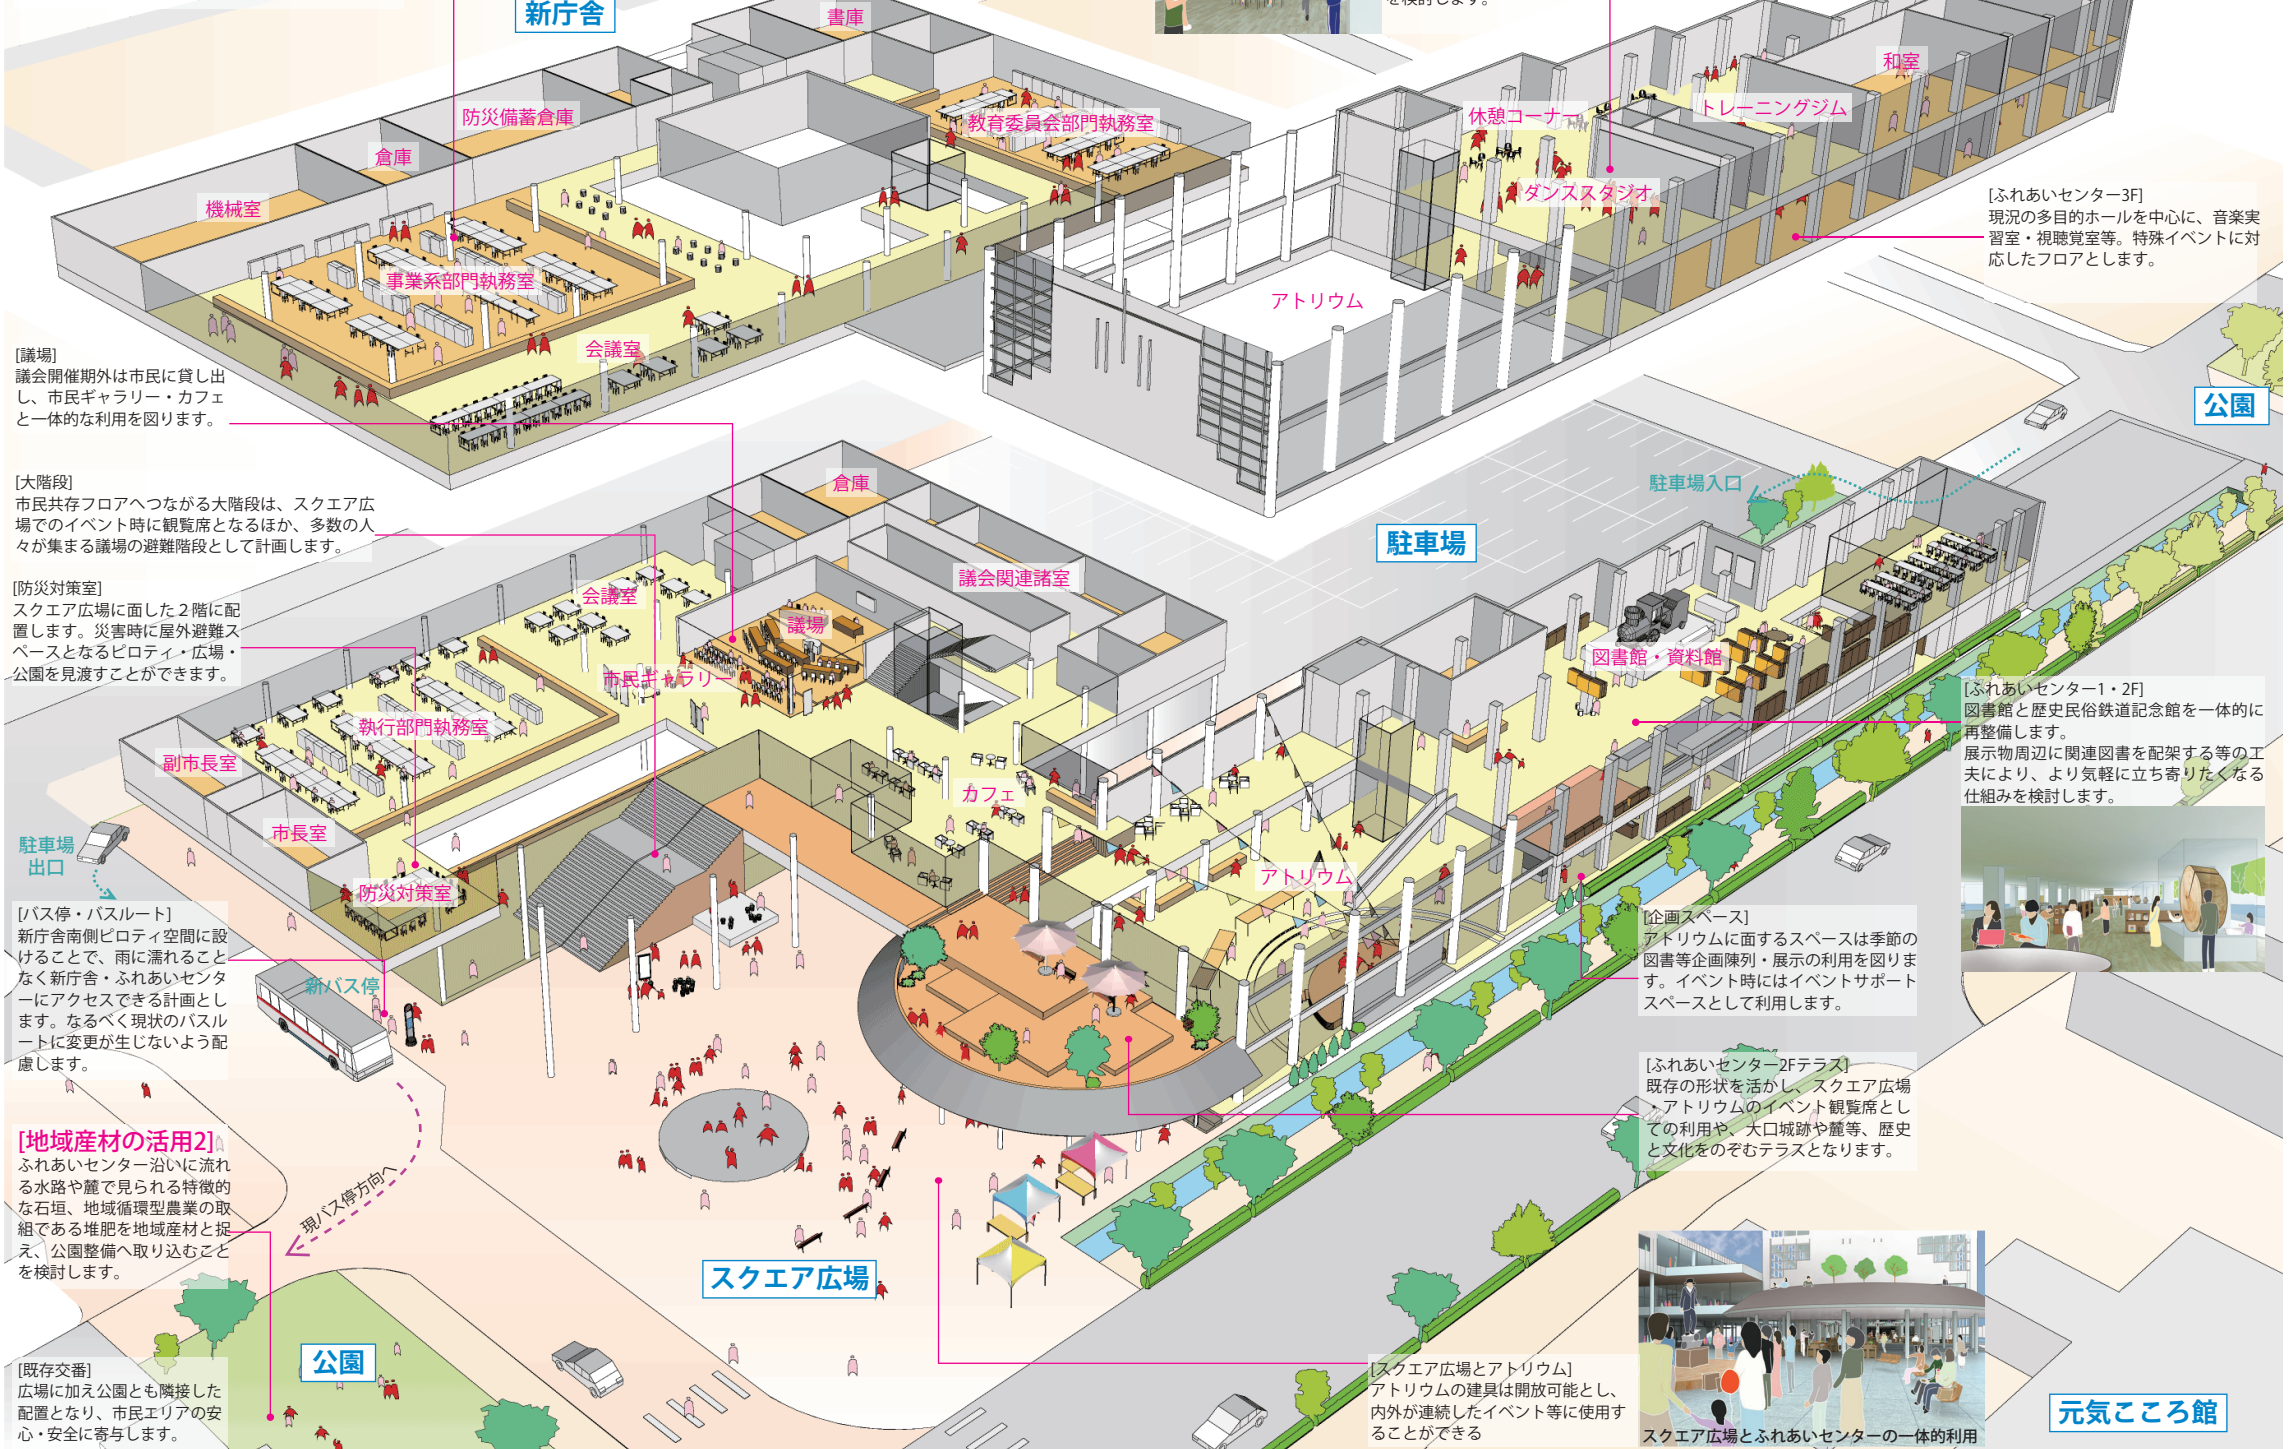 新庁舎
書庫
を検討します。
和室
防災備蓄倉庫
教育委員会部門執務室
休憩コーナー
トレーニングジム
倉庫
機械室
ダンススタジオ
[ふれあいセンター3F]
現況の多目的ホールを中心に、音楽実
習室・視聴覚室等。特殊イベントに対
応したフロアとします。
事業系部門執務室
アトリウム
会議室
[議場]
議会開催期外は市民に貸し出
し、市民ギャラリー・カフェ
と一体的な利用を図ります。
公園
[大階段]
市民共存フロアへつながる大階段は、スクエア広
場でのイベント時に観覧席となるほか、多数の人
々が集まる議場の避難階段として計画します。
倉庫
駐車場入口
駐車場
[防災対策室]
スクエア広場に面した２階に配
置します。災害時に屋外避難ス
ペースとなるピロティ・広場・
公園を見渡すことができます。
会議室
議会関連諸室
議場
市民ギャラリー
図書館・資料館
[ふれあいセンター1・2F]
図書館と歴史民俗鉄道記念館を一体的に
再整備します。
展示物周辺に関連図書を配架する等の工
夫により、より気軽に立ち寄りたくなる
仕組みを検討します。
執行部門執務室
副市長室
カフェ
市長室
駐車場
出口
防災対策室
アトリウム
[バス停・バスルート]
新庁舎南側ピロティ空間に設
けることで、雨に濡れること
なく新庁舎・ふれあいセンタ
ーにアクセスできる計画とし
ます。なるべく現状のバスル
ートに変更が生じないよう配
慮します。
新バス停
[企画スペース]
アトリウムに面するスペースは季節の
図書等企画陳列・展示の利用を図りま
す。イベント時にはイベントサポート
スペースとして利用します。
[ふれあいセンター2Fテラス]
既存の形状を活かし、スクエア広場
・アトリウムのイベント観覧席とし
ての利用や、大口城跡や麓等、歴史
と文化をのぞむテラスとなります。
[地域産材の活用2]
ふれあいセンター沿いに流れ
る水路や麓で見られる特徴的
な石垣、地域循環型農業の取
組である堆肥を地域産材と捉
え、公園整備へ取り込むこと
を検討します。
現バス停方向へ
スクエア広場
公園
[既存交番]
広場に加え公園とも隣接した
配置となり、市民エリアの安
心・安全に寄与します。
[スクエア広場とアトリウム]
アトリウムの建具は開放可能とし、
内外が連続したイベント等に使用す
ることができる
スクエア広場とふれあいセンターの一体的利用
元気こころ館